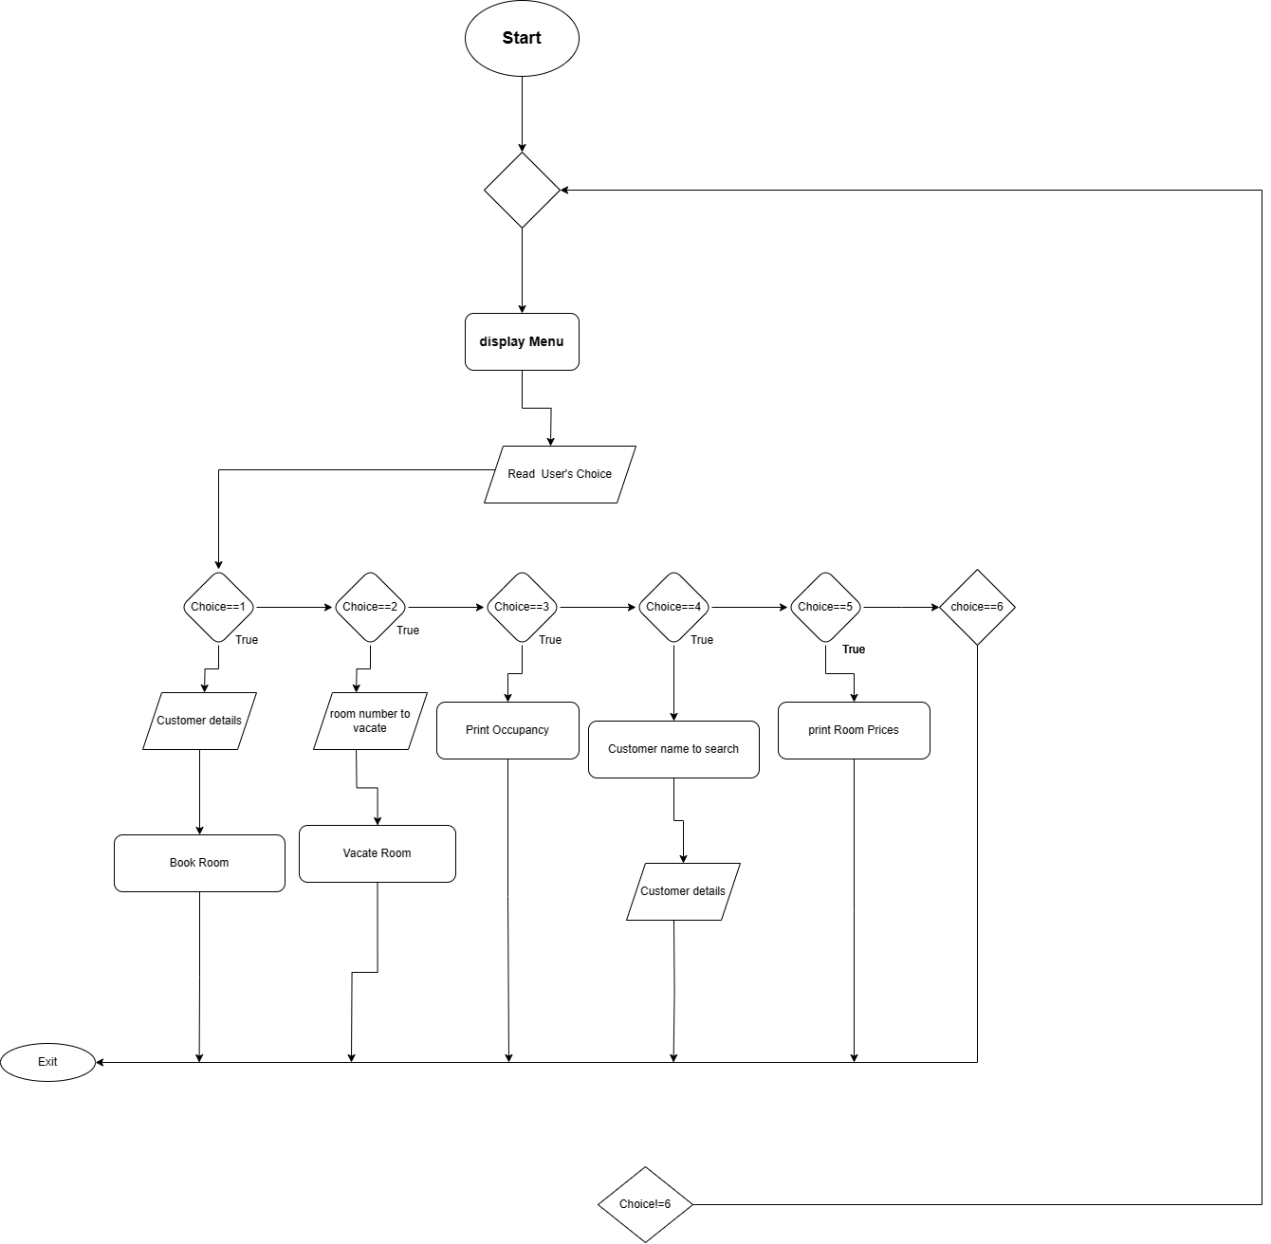 Start
display Menu
Read  User's Choice
Choice==1
Choice==2
Choice==3
Choice==4
Choice==5
choice==6
True
True
True
True
True
Customer details
room number to
vacate
Print Occupancy
Customer name to search
print Room Prices
Book Room
Vacate Room
Customer details
Exit
Choice!=6